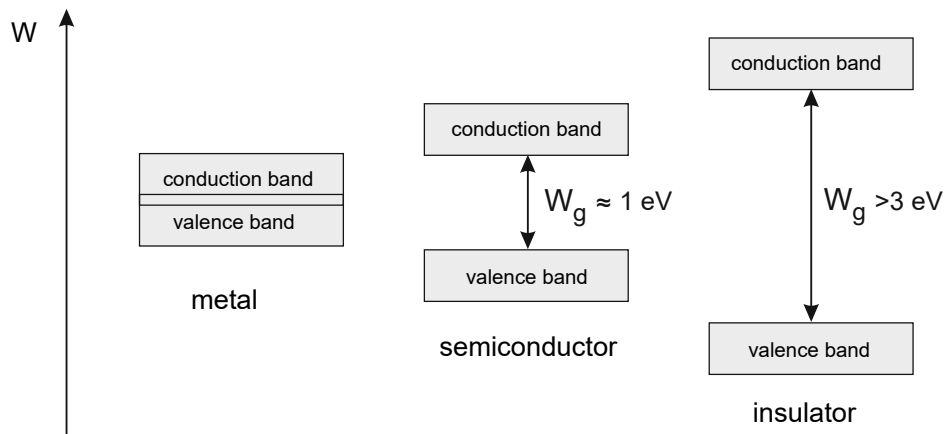 W
conduction band
valence band
metal
conduction band
W_g ≈ 1 eV
valence band
semiconductor
conduction band
W_g >3 eV
valence band
insulator